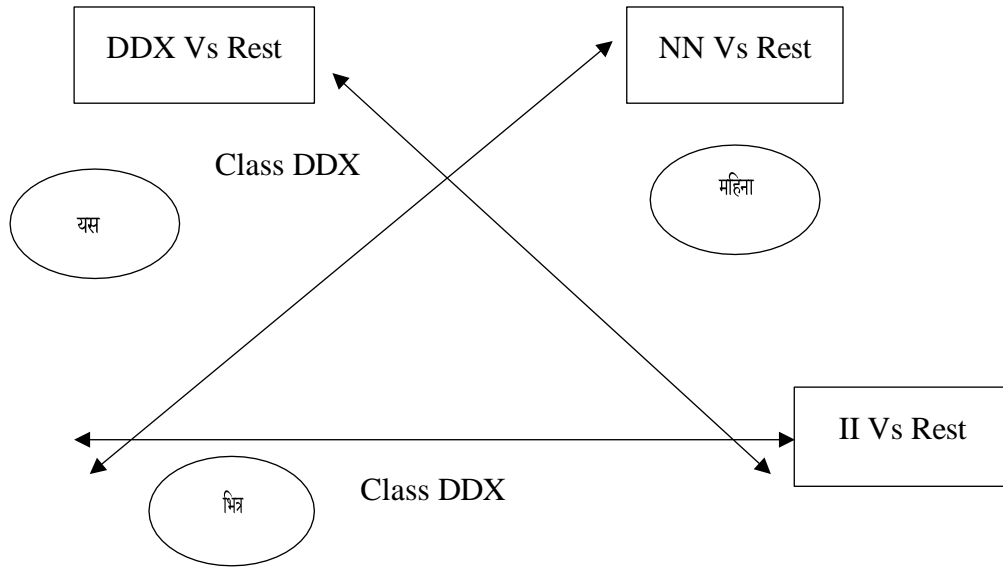 DDX Vs Rest
NN Vs Rest
Class DDX
महिना
यस
II Vs Rest
Class DDX
भित्र